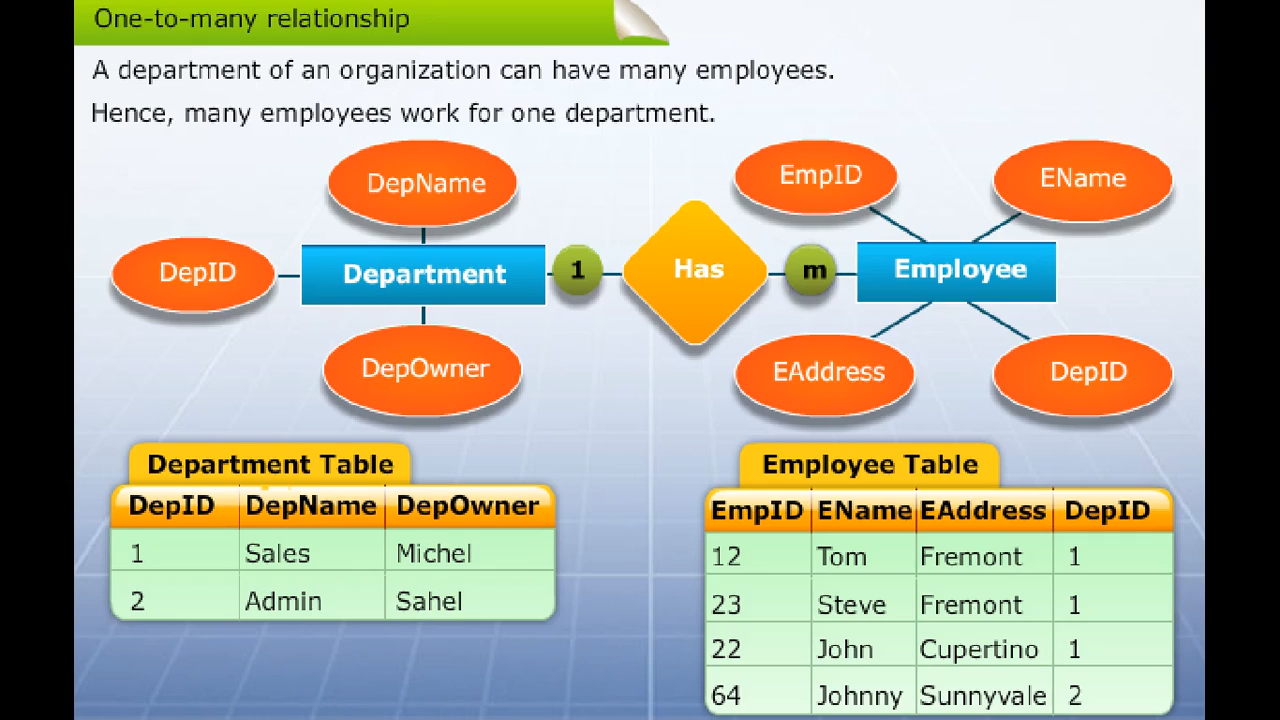 One-to-many relationship
A department of an organization can have many employees.
Hence, many employees work for one department.
DepName
EmpID
EName
DepID
Department
1
Has
m
Employee
DepOwner
EAddress
DepID
Department Table
DepID DepName DepOwner
1 Sales Michel
2 Admin Sahel
Employee Table
EmpID EName EAddress DepID
12 Tom Fremont 1
23 Steve Fremont 1
22 John Cupertino 1
64 Johnny Sunnyvale 2